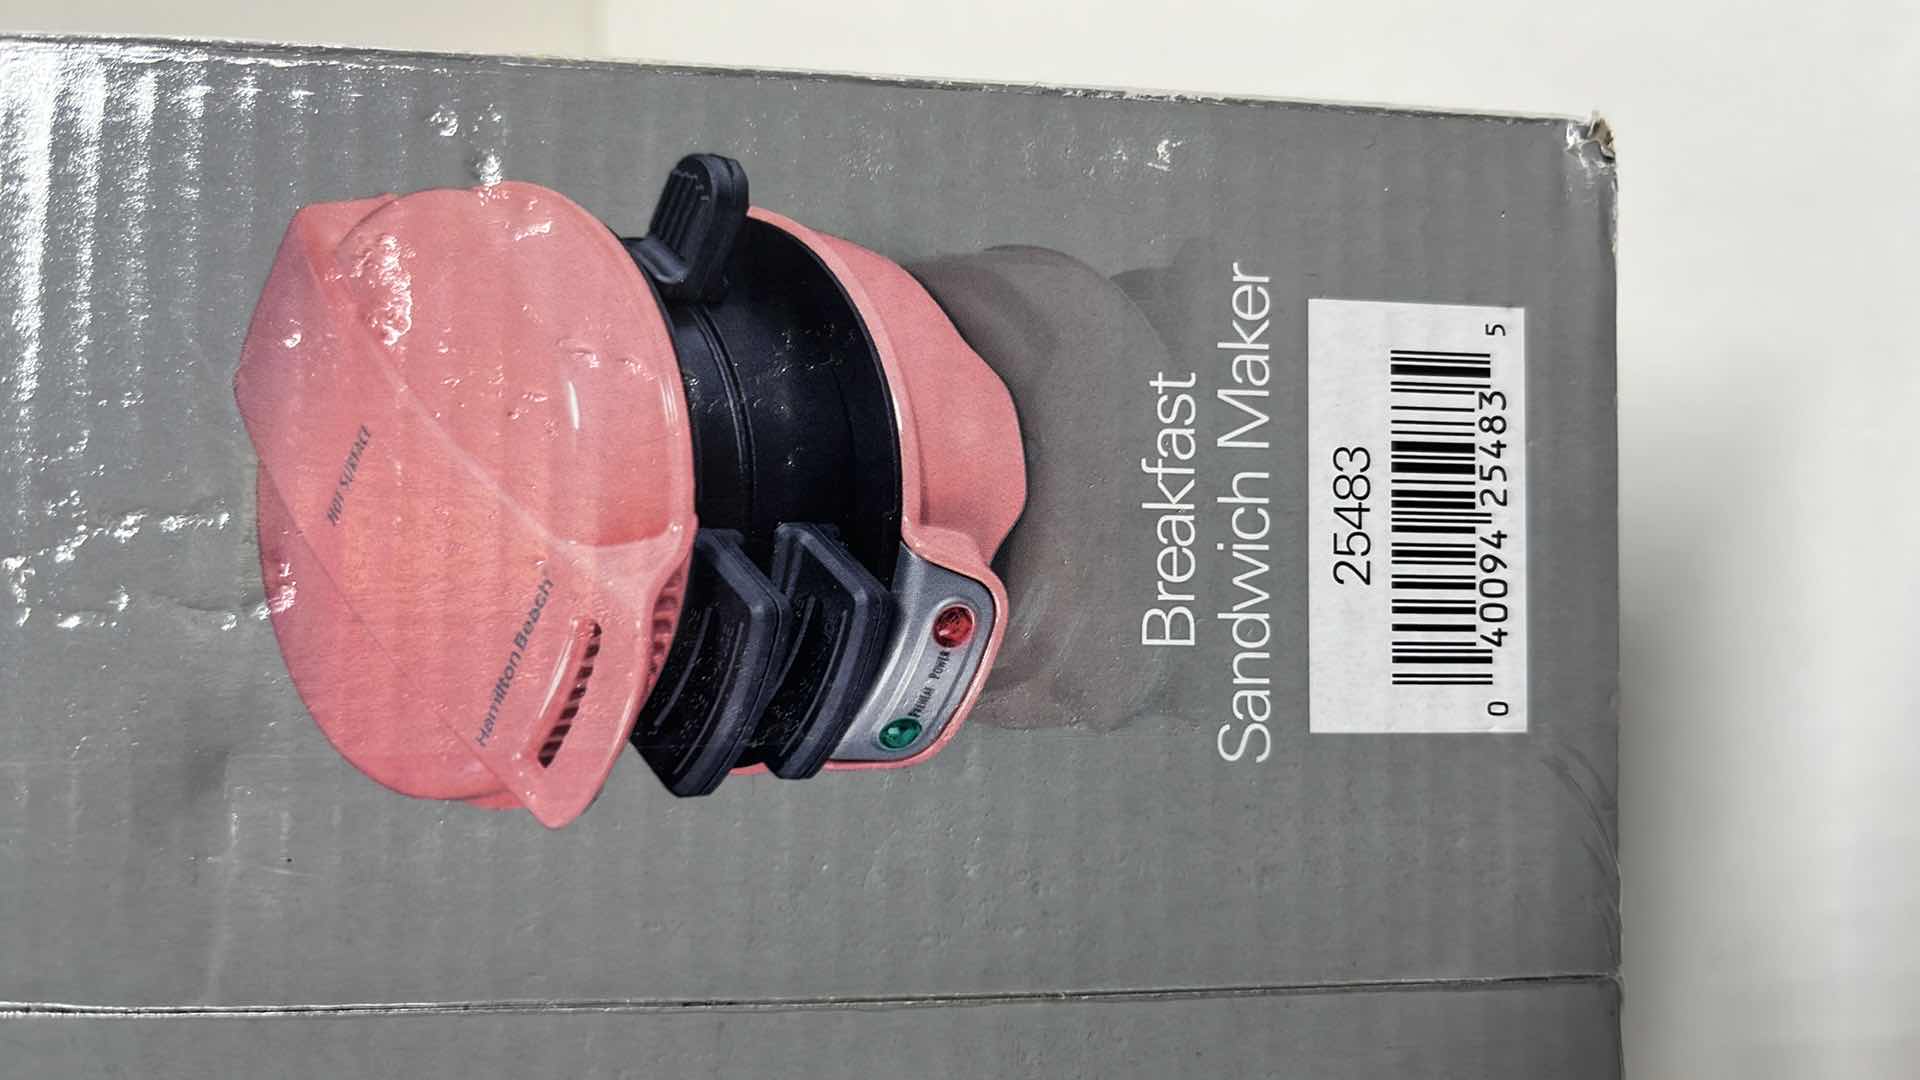 HOT SURFACE
Hamilton Beach
PREHEAT POWER
Breakfast
Sandwich Maker
25483
0 40094 25483 5